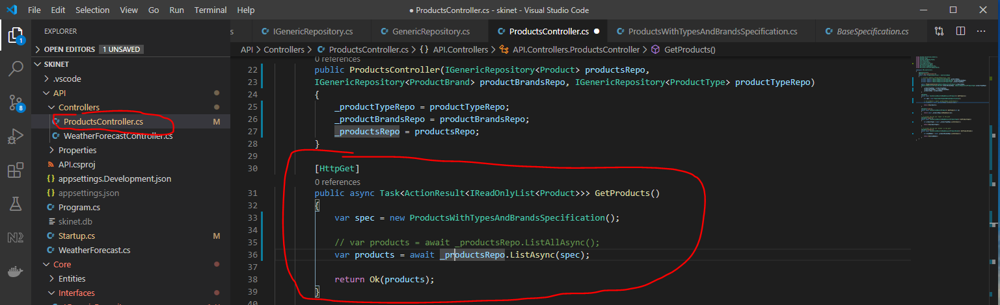 File Edit Selection View Go Run Terminal Help
● ProductsController.cs - skinet - Visual Studio Code
EXPLORER
OPEN EDITORS 1 UNSAVED
SKINET
.vscode
API
Controllers
ProductsController.cs M
WeatherForecastController.cs
Properties
API.csproj
appsettings.Development.json
appsettings.json
Program.cs
skinet.db
Startup.cs M
WeatherForecast.cs
Core
Entities
Interfaces
1
8
IGenericRepository.cs GenericRepository.cs ProductsController.cs ● ProductsWithTypesAndBrandsSpecification.cs BaseSpecification.cs
API > Controllers > ProductsController.cs > {} API.Controllers > API.Controllers.ProductsController > GetProducts()
0 references
22 public ProductsController(IGenericRepository<Product> productsRepo,
23 IGenericRepository<ProductBrand> productBrandsRepo, IGenericRepository<ProductType> productTypeRepo)
24 {
25 _productTypeRepo = productTypeRepo;
26 _productBrandsRepo = productBrandsRepo;
27 _productsRepo = productsRepo;
28 }
29
30 [HttpGet]
0 references
31 public async Task<ActionResult<IReadOnlyList<Product>>> GetProducts()
32 {
33 var spec = new ProductsWithTypesAndBrandsSpecification();
34
35 // var products = await _productsRepo.ListAllAsync();
36 var products = await _productsRepo.ListAsync(spec);
37
38 return Ok(products);
39 }
40